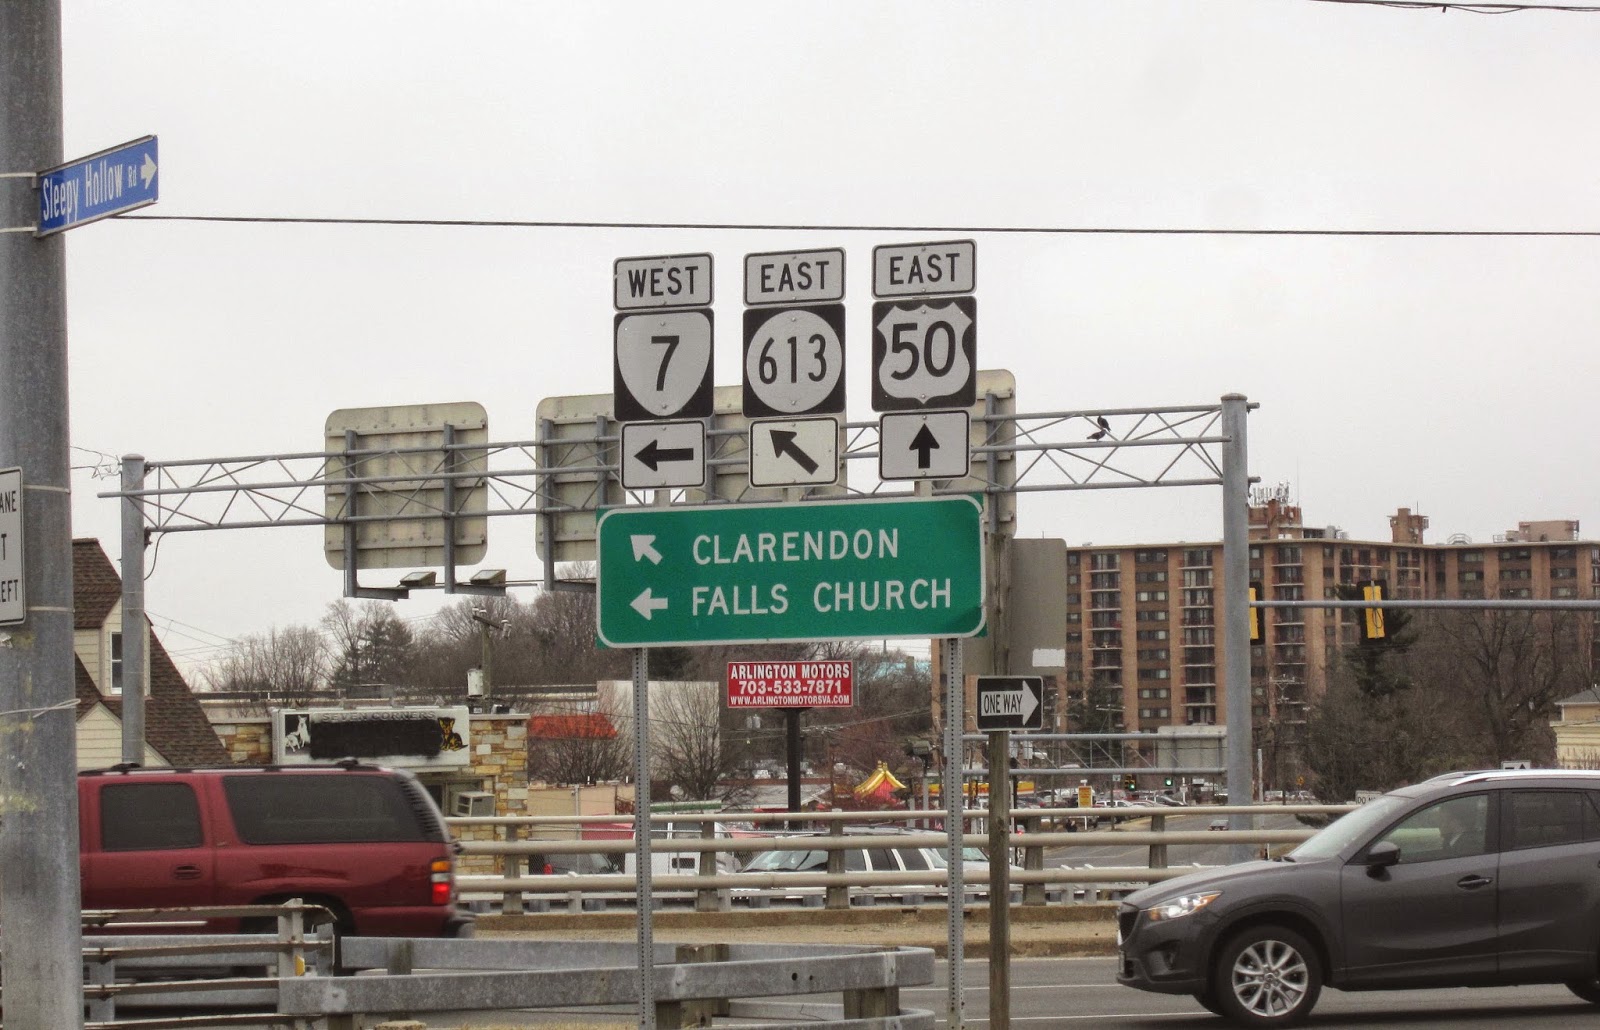 Sleepy Hollow Rd
WEST
7
EAST
613
EAST
50
CLARENDON
FALLS CHURCH
ARLINGTON MOTORS
703-533-7871
WWW.ARLINGTONMOTORSVA.COM
ONE WAY